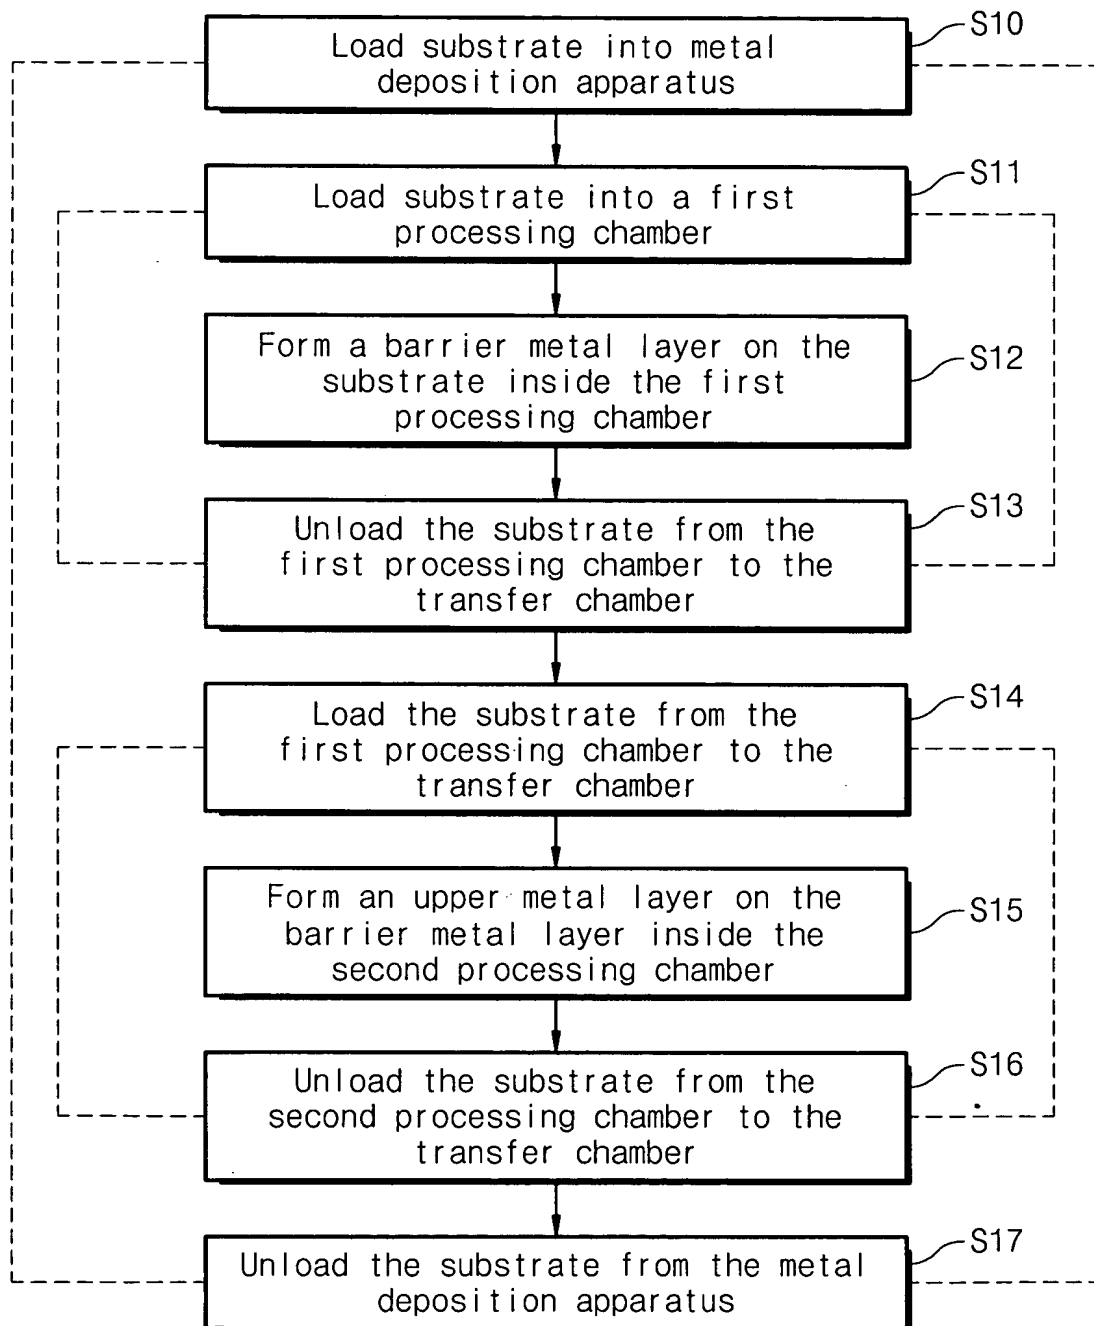 Load substrate into metal
deposition apparatus
S10
Load substrate into a first
processing chamber
S11
Form a barrier metal layer on the
substrate inside the first
processing chamber
S12
Unload the substrate from the
first processing chamber to the
transfer chamber
S13
Load the substrate from the
first processing chamber to the
transfer chamber
S14
Form an upper metal layer on the
barrier metal layer inside the
second processing chamber
S15
Unload the substrate from the
second processing chamber to the
transfer chamber
S16
Unload the substrate from the metal
deposition apparatus
S17